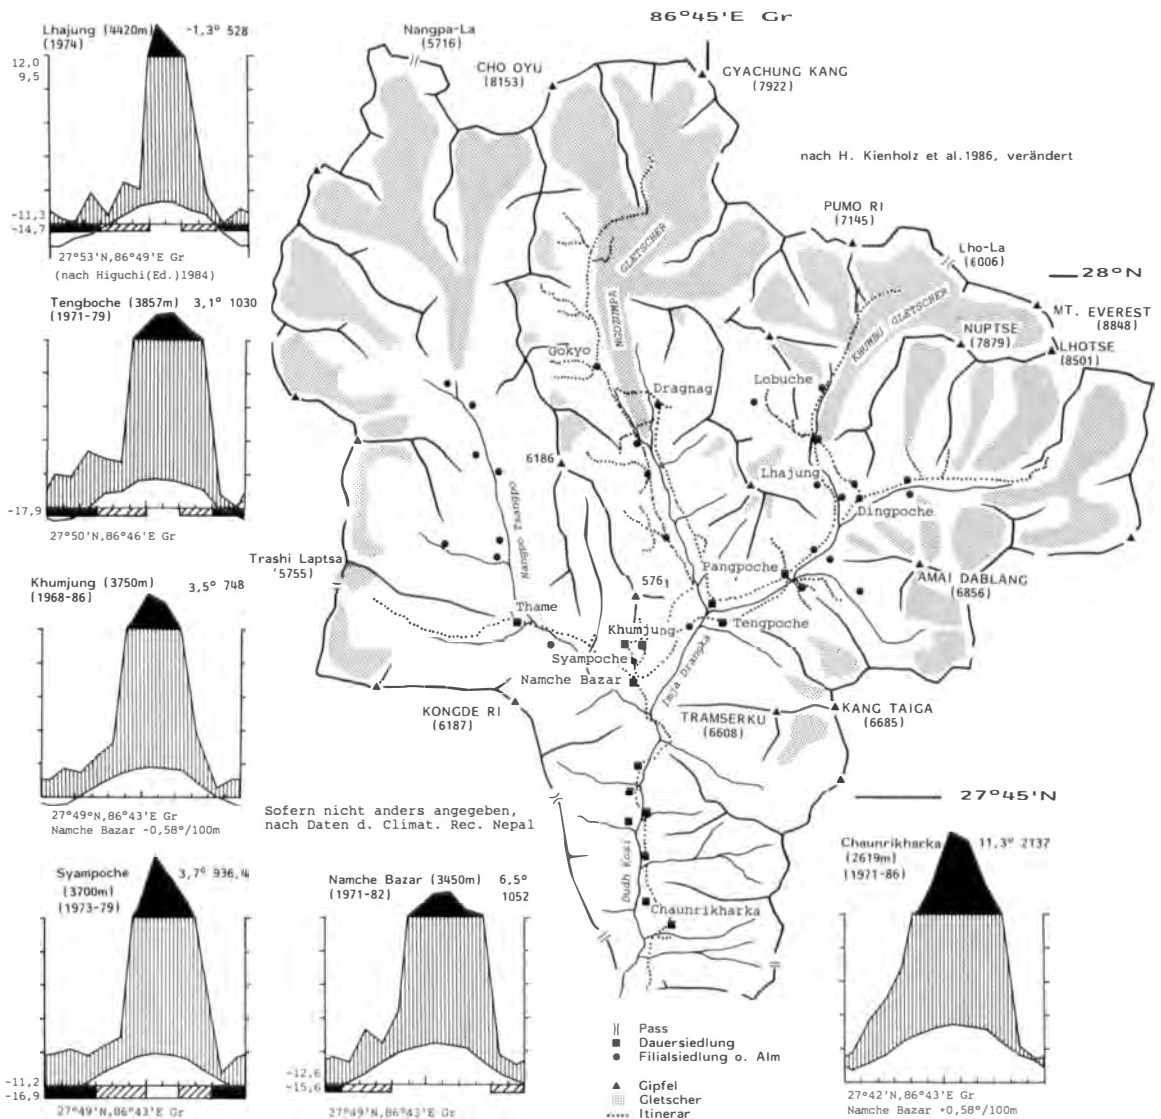 86°45'E Gr
Lhajung (4420m) -1,3° 528
(1974)
12,0
9,5
-11,3
-14,7
27°53'N,86°49'E Gr
(nach Higuchi(Ed.)1984)
Tengboche (3857m) 3,1° 1030
(1971-79)
-17,9
27°50'N,86°46'E Gr
Khumjung (3750m) 3,5° 748
(1968-86)
27°49'N,86°43'E Gr
Namche Bazar -0,58°/100m
Syampoche 3,7° 936,4
(3700m)
(1973-79)
-11,2
-16,9
27°49'N,86°43'E Gr
Namche Bazar (3450m) 6,5°
(1971-82) 1052
-12,6
-15,6
27°49'N,86°43'E Gr
Chaunrikharka 11,3° 2137
(2619m)
(1971-86)
27°42'N,86°43'E Gr
Namche Bazar +0,58°/100m
Nangpa-La
(5716)
CHO OYU
(8153)
GYACHUNG KANG
(7922)
nach H. Kienholz et al.1986, verändert
PUMO RI
(7145)
Lho-La
(6006)
28°N
MT. EVEREST
(8848)
NUPTSE
(7879)
LHOTSE
(8501)
NGOZUMPA GLETSCHER
KHUMBU GLETSCHER
Gokyo
Dragnag
Lobuche
6186
Lhajung
Dingpoche
Nangpo Tsangpo
Trashi Laptsa
'5755)
Pangpoche
AMAI DABLANG
(6856)
576
Thame
Khumjung
Tengpoche
Syampoche
Imja Drangka
Namche Bazar
KONGDE RI
(6187)
TRAMSERKU
(6608)
KANG TAIGA
(6685)
27°45'N
Sofern nicht anders angegeben,
nach Daten d. Climat. Rec. Nepal
Dudh Kosi
Chaunrikharka
Pass
Dauersiedlung
Filialsiedlung o. Alm
Gipfel
Gletscher
Itinerar